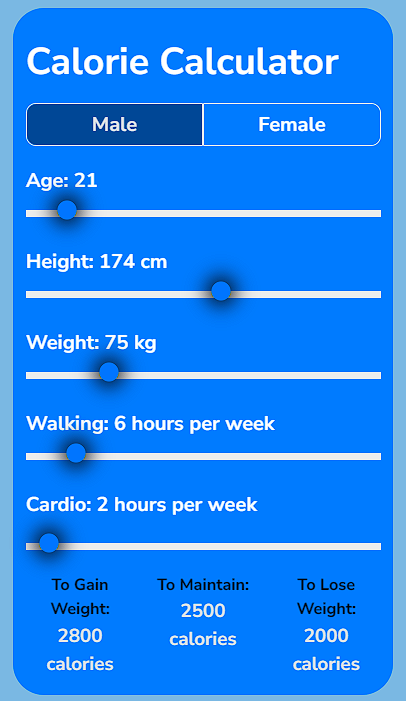 Calorie Calculator
Male
Female
Age: 21
Height: 174 cm
Weight: 75 kg
Walking: 6 hours per week
Cardio: 2 hours per week
To Gain
Weight:
2800
calories
To Maintain:
2500
calories
To Lose
Weight:
2000
calories